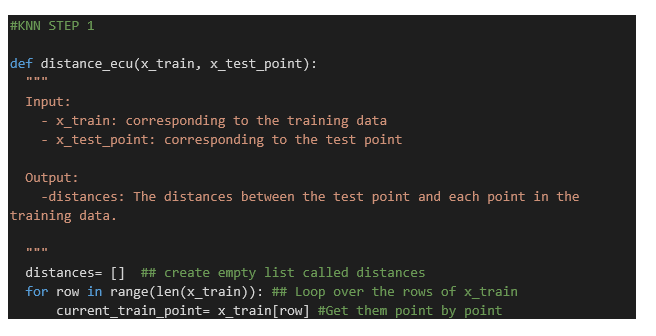 #KNN STEP 1
def distance_ecu(x_train, x_test_point):
"""
Input:
- x_train: corresponding to the training data
- x_test_point: corresponding to the test point
Output:
-distances: The distances between the test point and each point in the
training data.
"""
distances= [] ## create empty list called distances
for row in range(len(x_train)): ## Loop over the rows of x_train
current_train_point= x_train[row] #Get them point by point